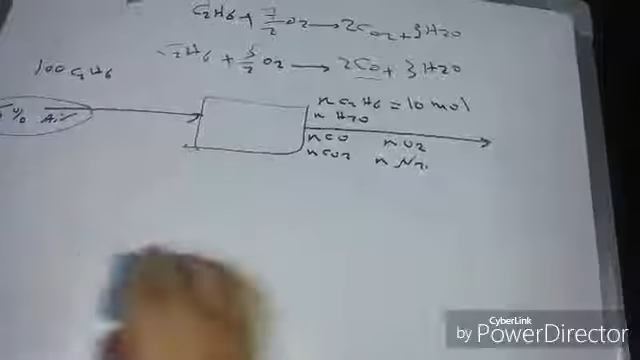 C2H6 + 7/2 O2 → 2CO2 + 3H2O
C2H6 + 5/2 O2 → 2CO + 3H2O
100 C2H6
% Air
n C2H6 = 10 mol
n H2O
n CO n O2
n CO2 n N2
CyberLink
by PowerDirector